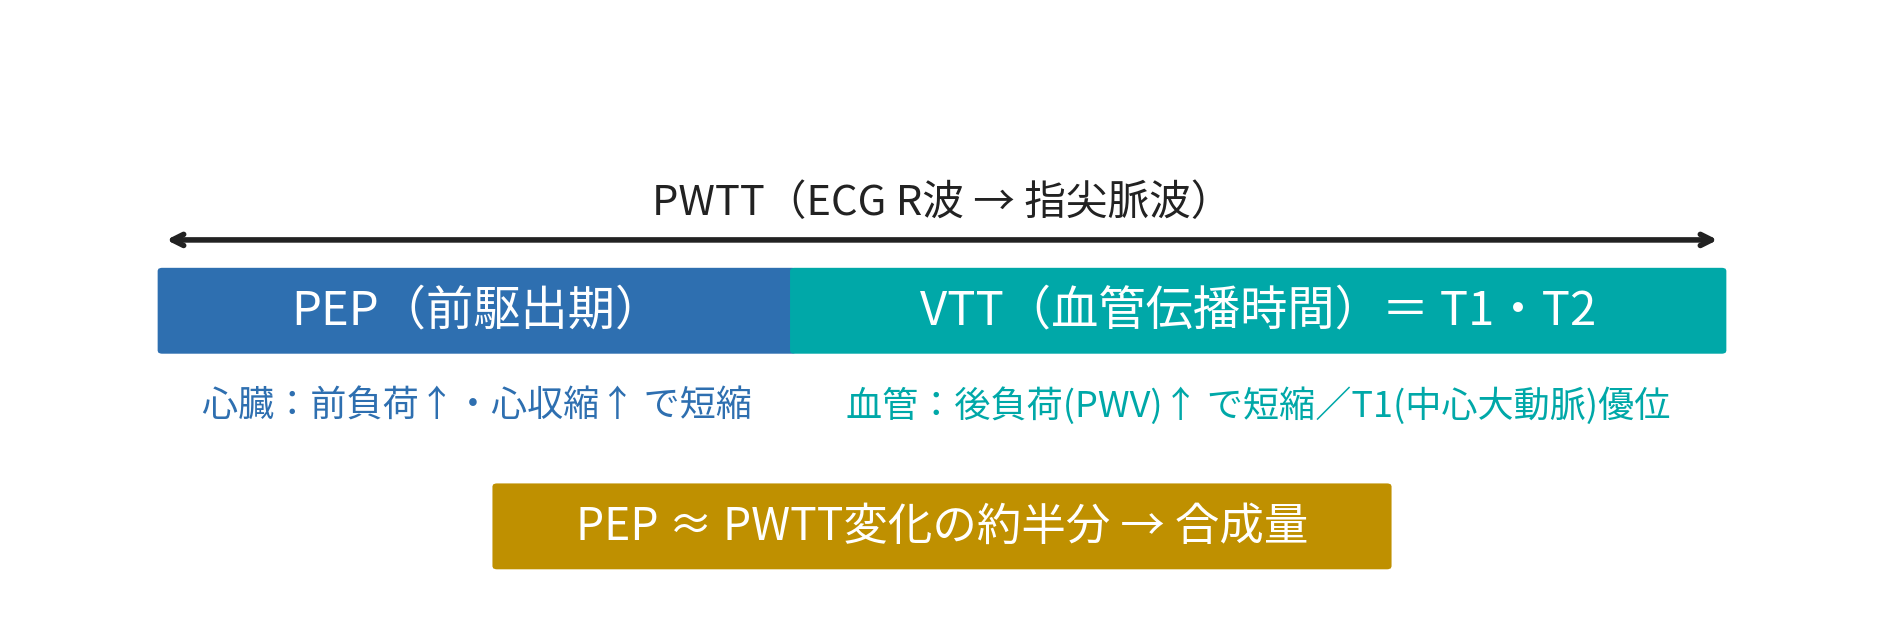 PWTT（ECG R波 → 指尖脈波）
PEP（前駆出期）
VTT（血管伝播時間）＝ T1・T2
心臓：前負荷↑・心収縮↑ で短縮
血管：後負荷(PWV)↑ で短縮／T1(中心大動脈)優位
PEP ≈ PWTT変化の約半分 → 合成量